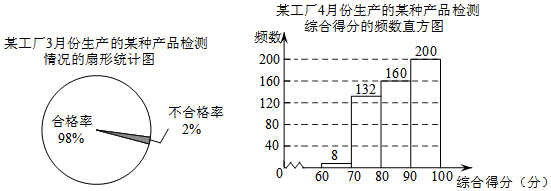 某工厂3月份生产的某种产品检测
情况的扇形统计图
合格率
98%
不合格率
2%
某工厂4月份生产的某种产品检测
综合得分的频数直方图
频数
200
160
120
80
40
0
8
132
160
200
60 70 80 90 100
综合得分（分）